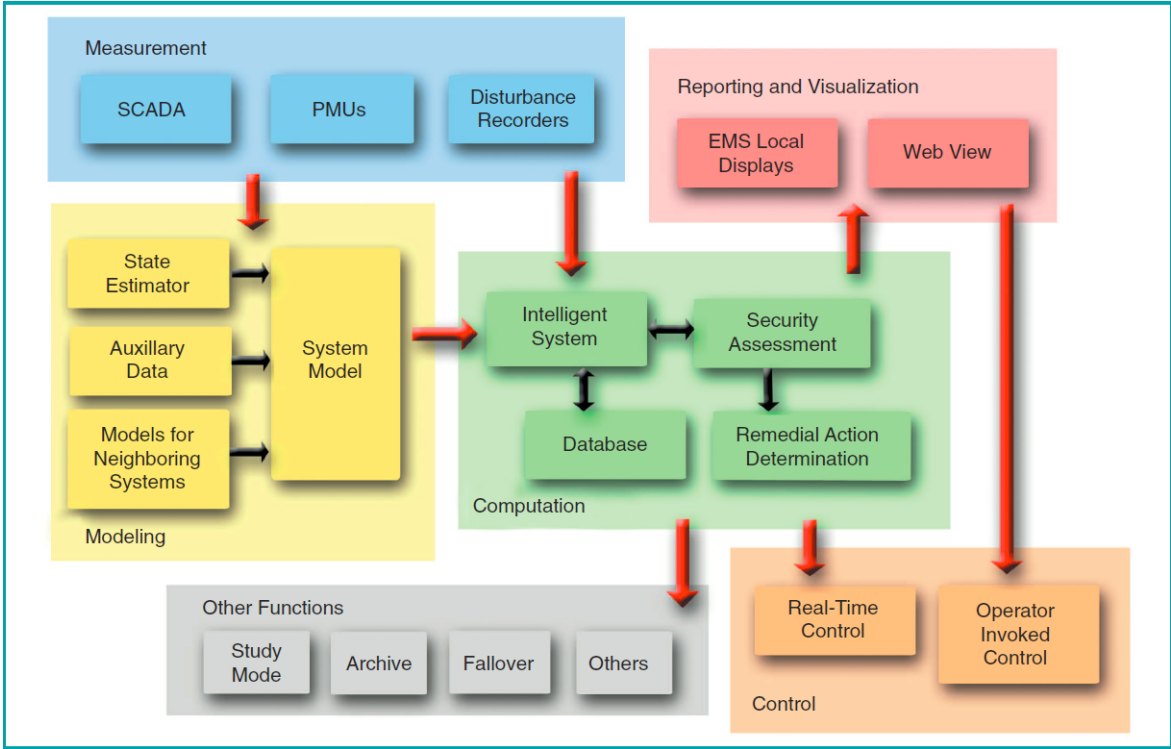 Measurement
SCADA
PMUs
Disturbance
Recorders
Reporting and Visualization
EMS Local
Displays
Web View
State
Estimator
Auxillary
Data
Models for
Neighboring
Systems
System
Model
Modeling
Intelligent
System
Security
Assessment
Database
Remedial Action
Determination
Computation
Other Functions
Study
Mode
Archive
Fallover
Others
Real-Time
Control
Operator
Invoked
Control
Control